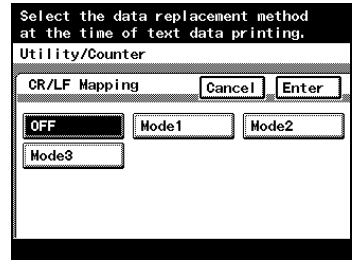 Select the data replacement method
at the time of text data printing.
Utility/Counter
CR/LF Mapping Cancel Enter
OFF Mode1 Mode2
Mode3